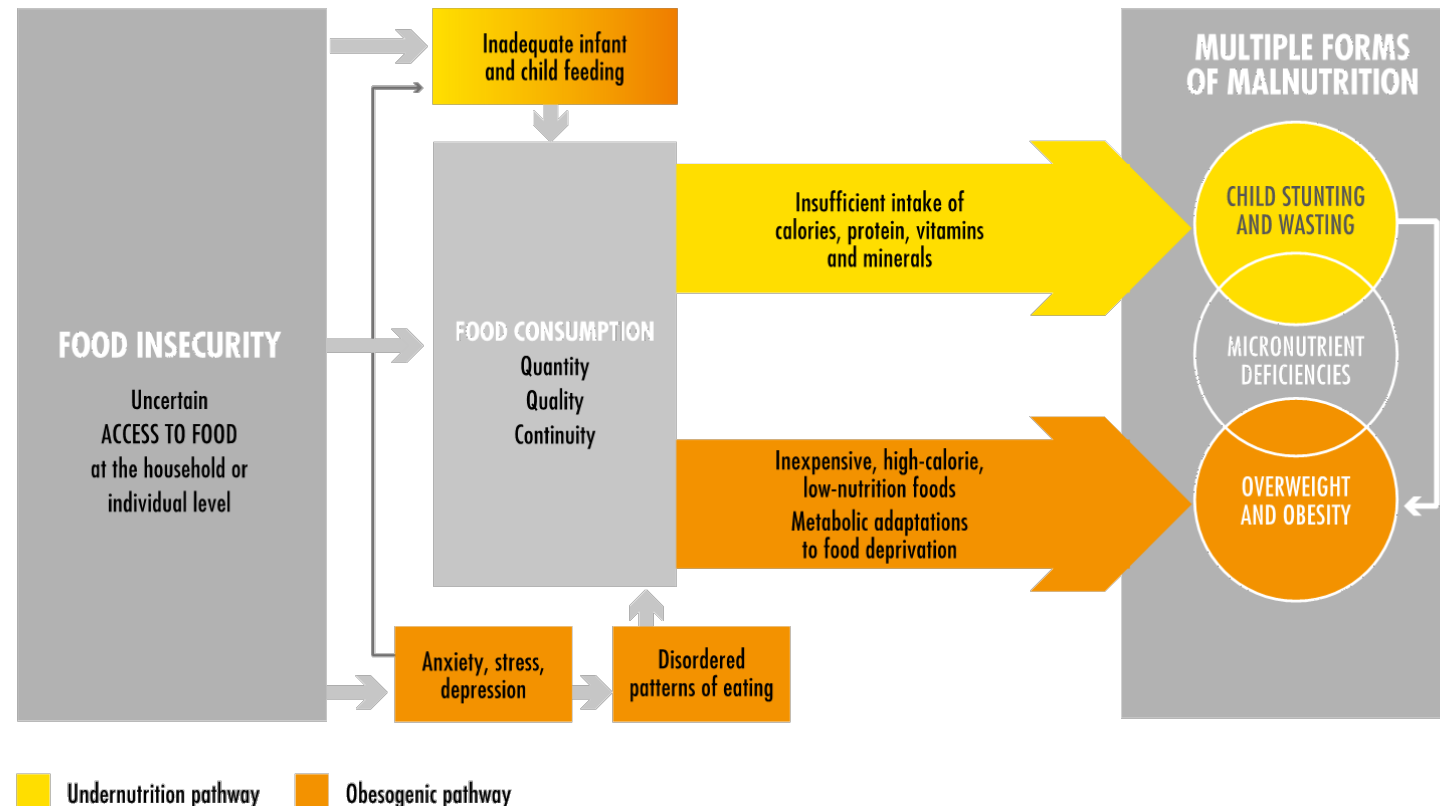 Inadequate infant
and child feeding
MULTIPLE FORMS
OF MALNUTRITION
FOOD INSECURITY
Uncertain
ACCESS TO FOOD
at the household or
individual level
FOOD CONSUMPTION
Quantity
Quality
Continuity
Insufficient intake of
calories, protein, vitamins
and minerals
Inexpensive, high-calorie,
low-nutrition foods
Metabolic adaptations
to food deprivation
CHILD STUNTING
AND WASTING
MICRONUTRIENT
DEFICIENCIES
OVERWEIGHT
AND OBESITY
Anxiety, stress,
depression
Disordered
patterns of eating
Undernutrition pathway
Obesogenic pathway